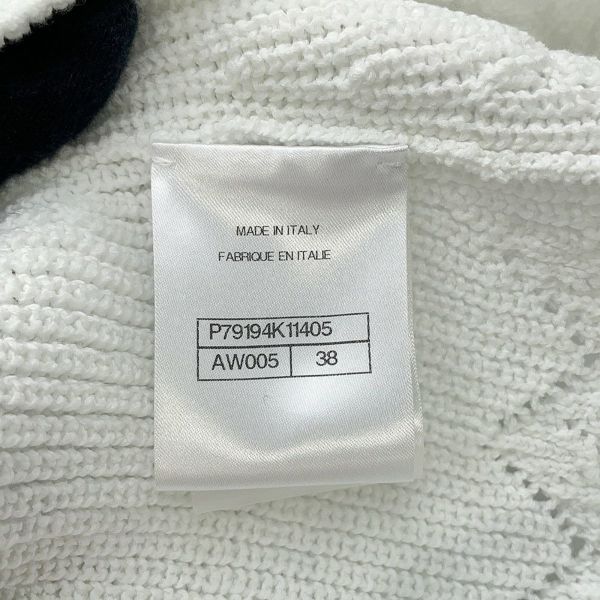 MADE IN ITALY
FABRIQUE EN ITALIE
P79194K11405
AW005 38